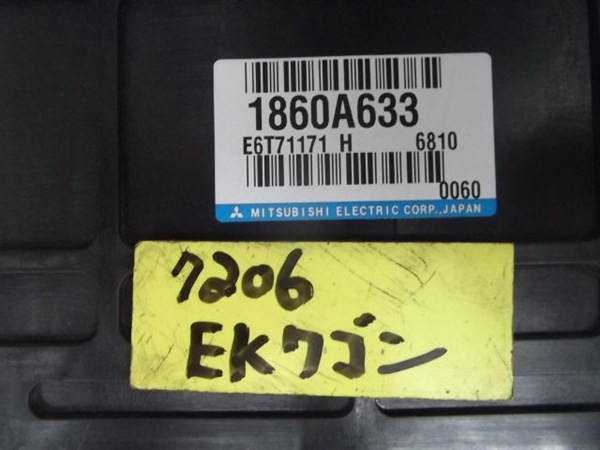 1860A633
E6T71171 H 6810
0060
MITSUBISHI ELECTRIC CORP.,JAPAN
7206
EKワゴン